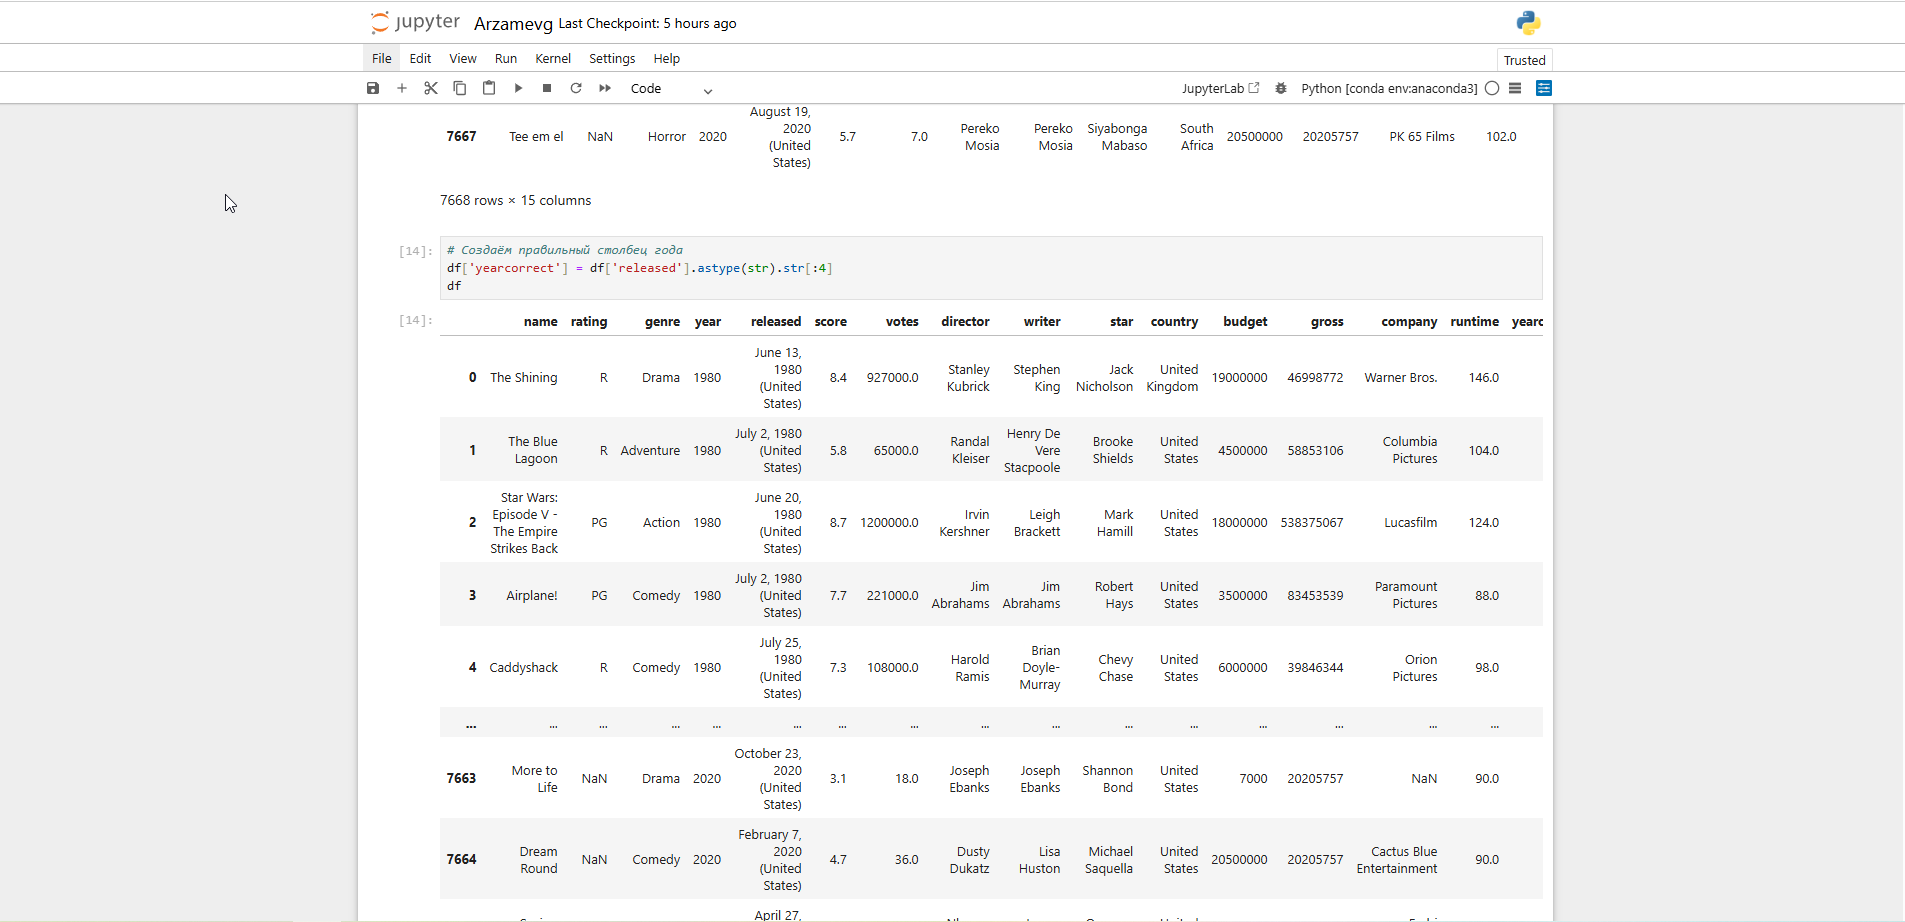 jupyter Arzamevg Last Checkpoint: 5 hours ago
File Edit View Run Kernel Settings Help Trusted
Code JupyterLab Python [conda env:anaconda3]
7667 Tee em el NaN Horror 2020 August 19, 2020 (United States) 5.7 7.0 Pereko Mosia Pereko Mosia Siyabonga Mabaso South Africa 20500000 20205757 PK 65 Films 102.0
7668 rows × 15 columns
[14]: # Создаём правильный столбец года
df['yearcorrect'] = df['released'].astype(str).str[:4]
df
[14]: name rating genre year released score votes director writer star country budget gross company runtime yearc
0 The Shining R Drama 1980 June 13, 1980 (United States) 8.4 927000.0 Stanley Kubrick Stephen King Jack Nicholson United Kingdom 19000000 46998772 Warner Bros. 146.0
1 The Blue Lagoon R Adventure 1980 July 2, 1980 (United States) 5.8 65000.0 Randal Kleiser Henry De Vere Stacpoole Brooke Shields United States 4500000 58853106 Columbia Pictures 104.0
2 Star Wars: Episode V - The Empire Strikes Back PG Action 1980 June 20, 1980 (United States) 8.7 1200000.0 Irvin Kershner Leigh Brackett Mark Hamill United States 18000000 538375067 Lucasfilm 124.0
3 Airplane! PG Comedy 1980 July 2, 1980 (United States) 7.7 221000.0 Jim Abrahams Jim Abrahams Robert Hays United States 3500000 83453539 Paramount Pictures 88.0
4 Caddyshack R Comedy 1980 July 25, 1980 (United States) 7.3 108000.0 Harold Ramis Brian Doyle-Murray Chevy Chase United States 6000000 39846344 Orion Pictures 98.0
... ... ... ... ... ... ... ... ... ... ... ... ... ... ... ...
7663 More to Life NaN Drama 2020 October 23, 2020 (United States) 3.1 18.0 Joseph Ebanks Joseph Ebanks Shannon Bond United States 7000 20205757 NaN 90.0
7664 Dream Round NaN Comedy 2020 February 7, 2020 (United States) 4.7 36.0 Dusty Dukatz Lisa Huston Michael Saquella United States 20500000 20205757 Cactus Blue Entertainment 90.0
April 27,